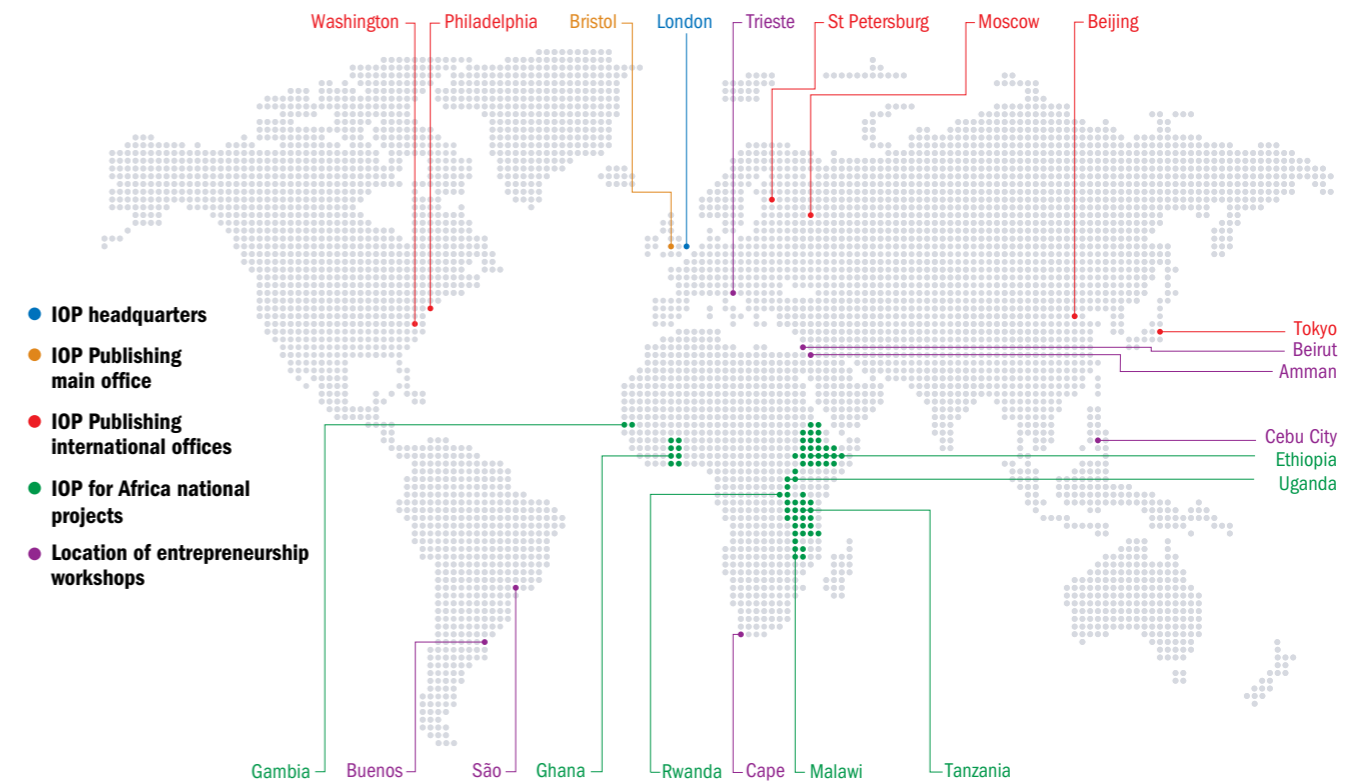 Washington
Philadelphia
Bristol
London
Trieste
St Petersburg
Moscow
Beijing
IOP headquarters
IOP Publishing
main office
IOP Publishing
international offices
IOP for Africa national
projects
Location of entrepreneurship
workshops
Tokyo
Beirut
Amman
Cebu City
Ethiopia
Uganda
Gambia
Buenos
São
Ghana
Rwanda
Cape
Malawi
Tanzania